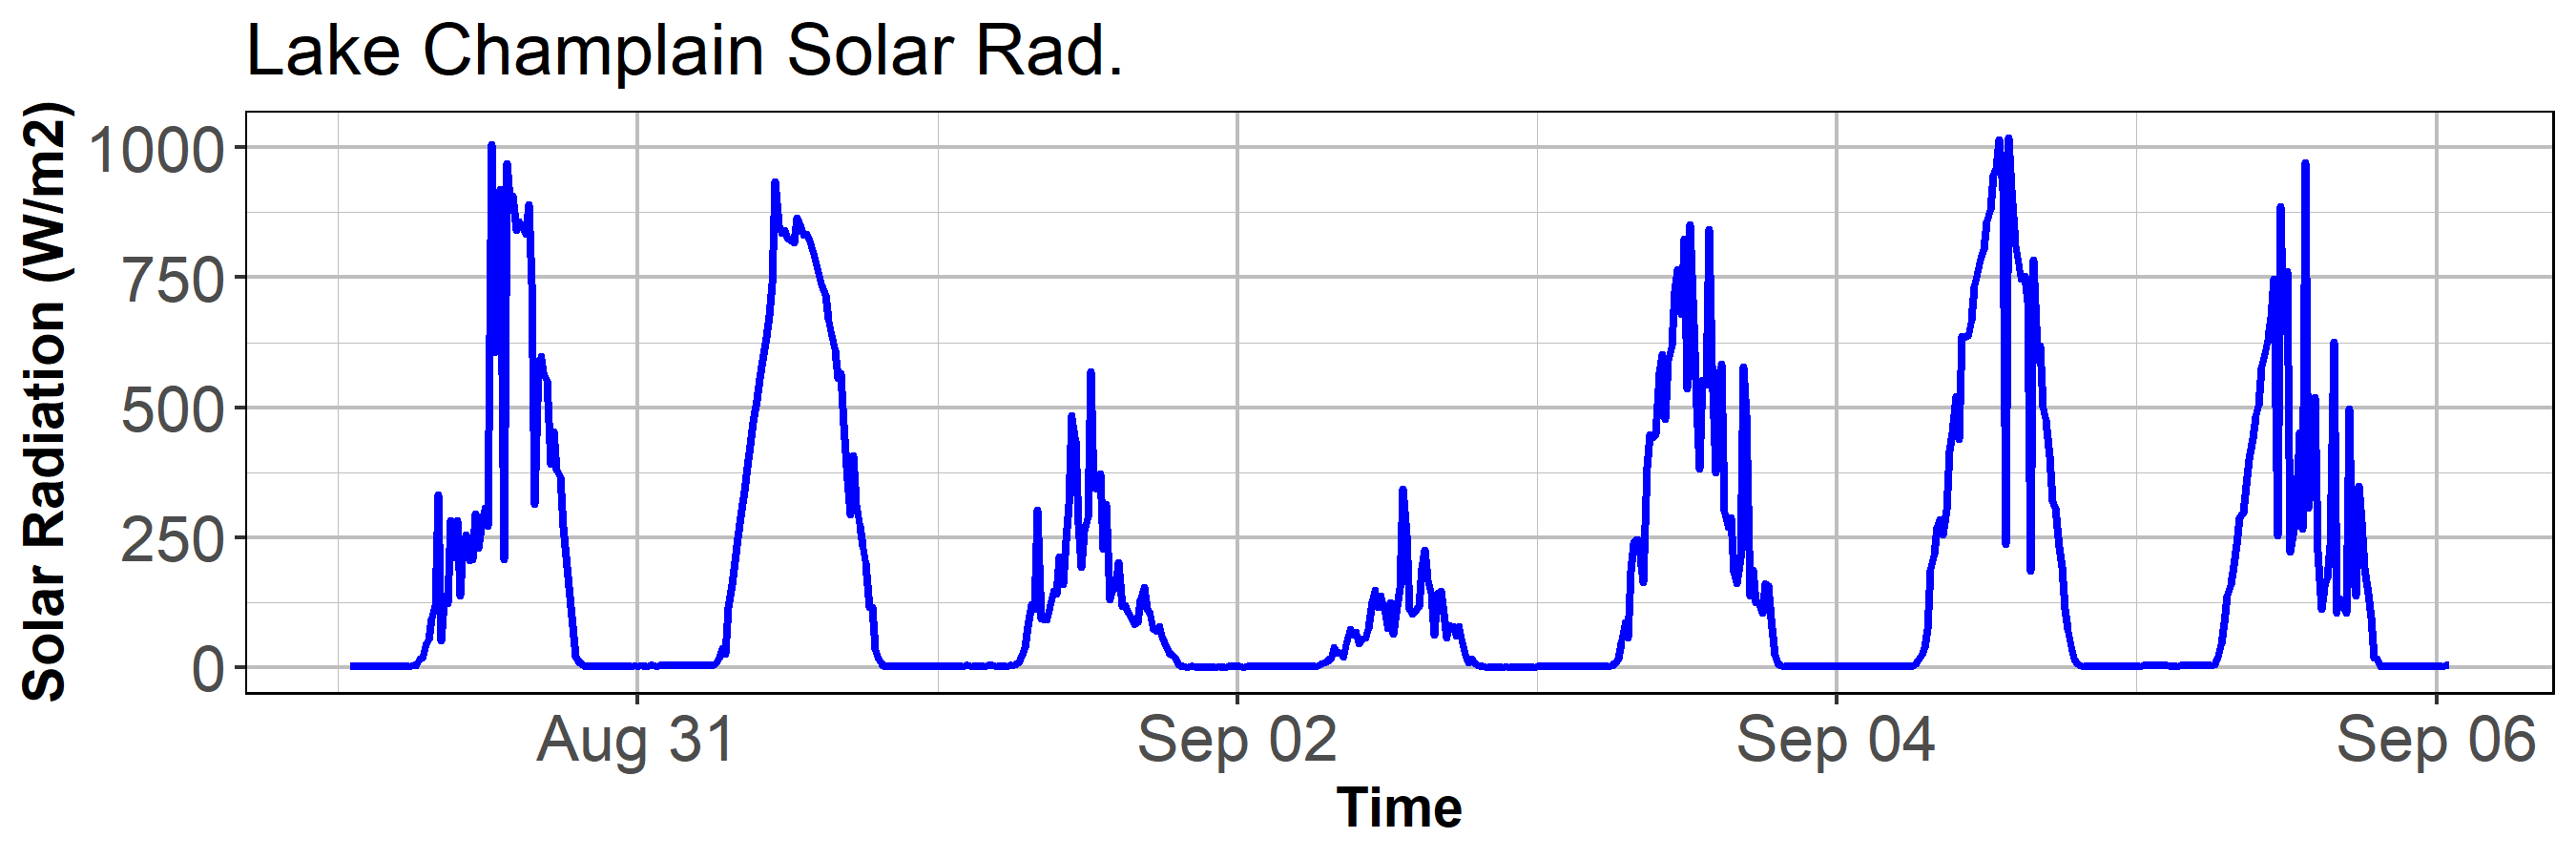 Lake Champlain Solar Rad.
Solar Radiation (W/m2)
1000
750
500
250
0
Aug 31 Sep 02 Sep 04 Sep 06
Time